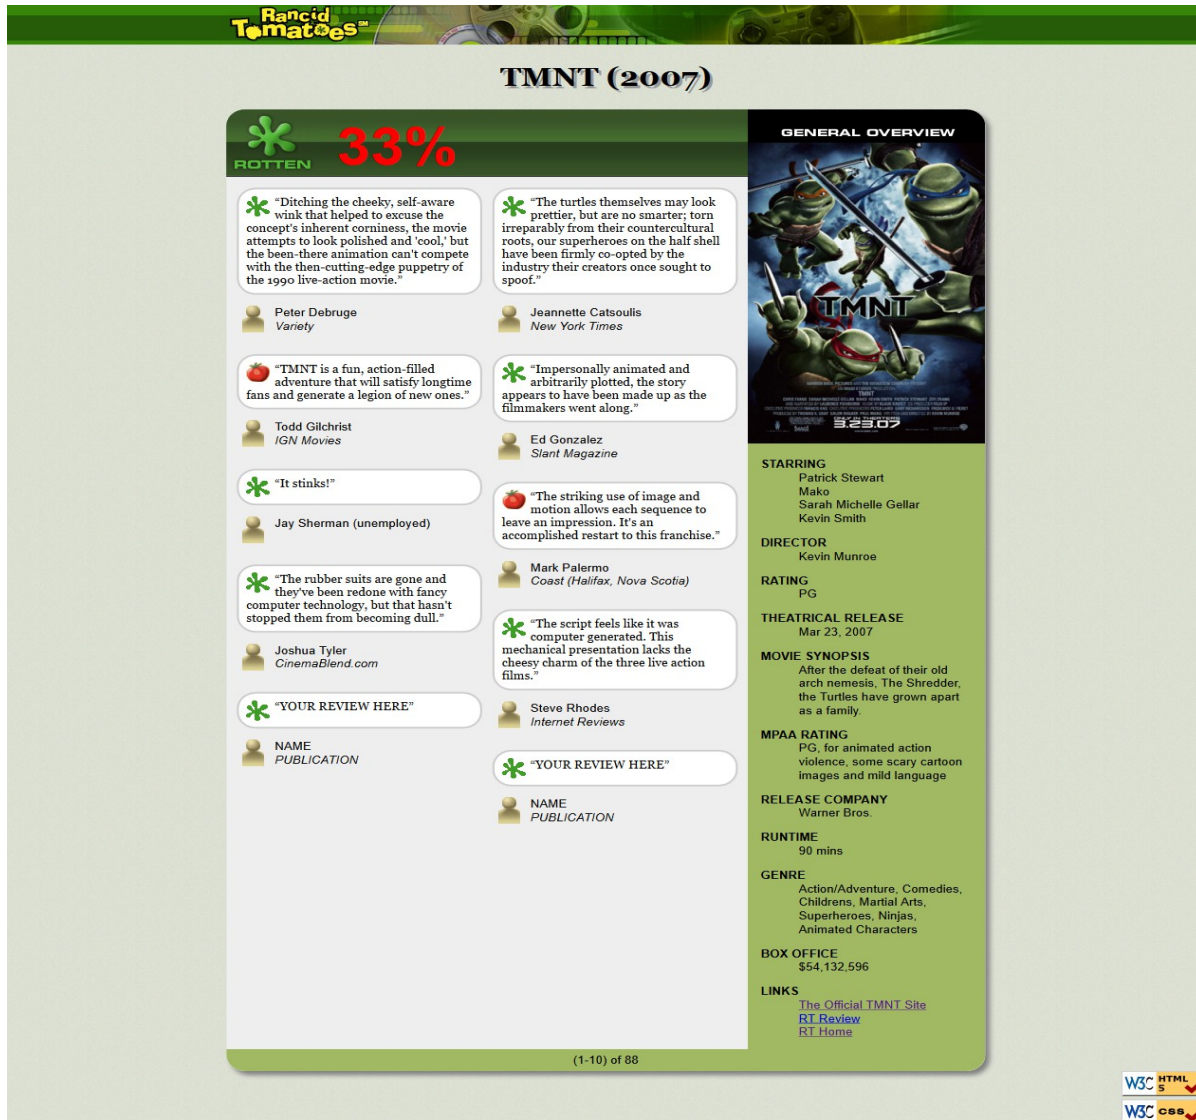 Rancid
Tomatoes SM
TMNT (2007)
ROTTEN
33%
“Ditching the cheeky, self-aware
wink that helped to excuse the
concept's inherent corniness, the movie
attempts to look polished and 'cool,' but
the been-there animation can't compete
with the then-cutting-edge puppetry of
the 1990 live-action movie.”
Peter Debruge
Variety
“TMNT is a fun, action-filled
adventure that will satisfy longtime
fans and generate a legion of new ones.”
Todd Gilchrist
IGN Movies
“It stinks!”
Jay Sherman (unemployed)
“The rubber suits are gone and
they've been redone with fancy
computer technology, but that hasn't
stopped them from becoming dull.”
Joshua Tyler
CinemaBlend.com
“YOUR REVIEW HERE”
NAME
PUBLICATION
“The turtles themselves may look
prettier, but are no smarter; torn
irreparably from their countercultural
roots, our superheroes on the half shell
have been firmly co-opted by the
industry their creators once sought to
spoof.”
Jeannette Catsoulis
New York Times
“Impersonally animated and
arbitrarily plotted, the story
appears to have been made up as the
filmmakers went along.”
Ed Gonzalez
Slant Magazine
“The striking use of image and
motion allows each sequence to
leave an impression. It's an
accomplished restart to this franchise.”
Mark Palermo
Coast (Halifax, Nova Scotia)
“The script feels like it was
computer generated. This
mechanical presentation lacks the
cheesy charm of the three live action
films.”
Steve Rhodes
Internet Reviews
“YOUR REVIEW HERE”
NAME
PUBLICATION
GENERAL OVERVIEW
TMNT
TMNT
ONLY IN THEATERS
3.23.07
STARRING
Patrick Stewart
Mako
Sarah Michelle Gellar
Kevin Smith
DIRECTOR
Kevin Munroe
RATING
PG
THEATRICAL RELEASE
Mar 23, 2007
MOVIE SYNOPSIS
After the defeat of their old
arch nemesis, The Shredder,
the Turtles have grown apart
as a family.
MPAA RATING
PG, for animated action
violence, some scary cartoon
images and mild language
RELEASE COMPANY
Warner Bros.
RUNTIME
90 mins
GENRE
Action/Adventure, Comedies,
Childrens, Martial Arts,
Superheroes, Ninjas,
Animated Characters
BOX OFFICE
$54,132,596
LINKS
The Official TMNT Site
RT Review
RT Home
(1-10) of 88
W3C HTML 5
W3C css